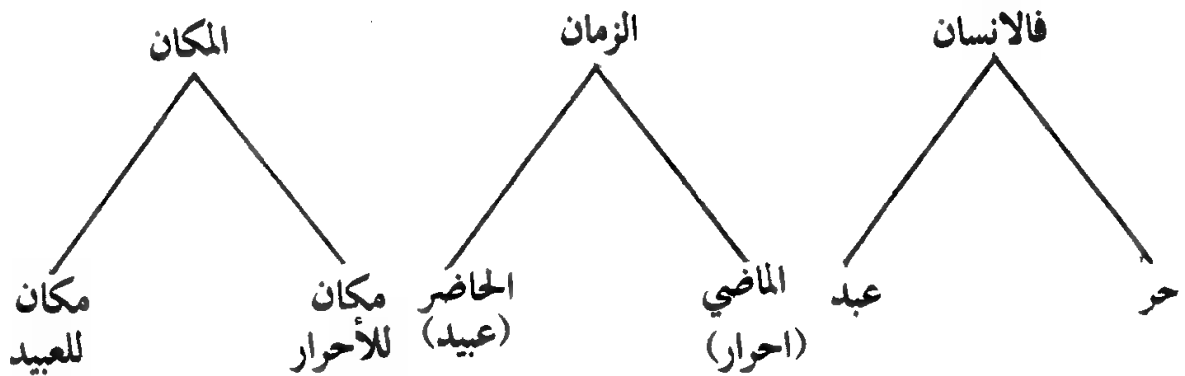 فالانسان
الزمان
المكان
حر
عبد
الماضي
(احرار)
الحاضر
(عبيد)
مكان
للأحرار
مكان
للعبيد